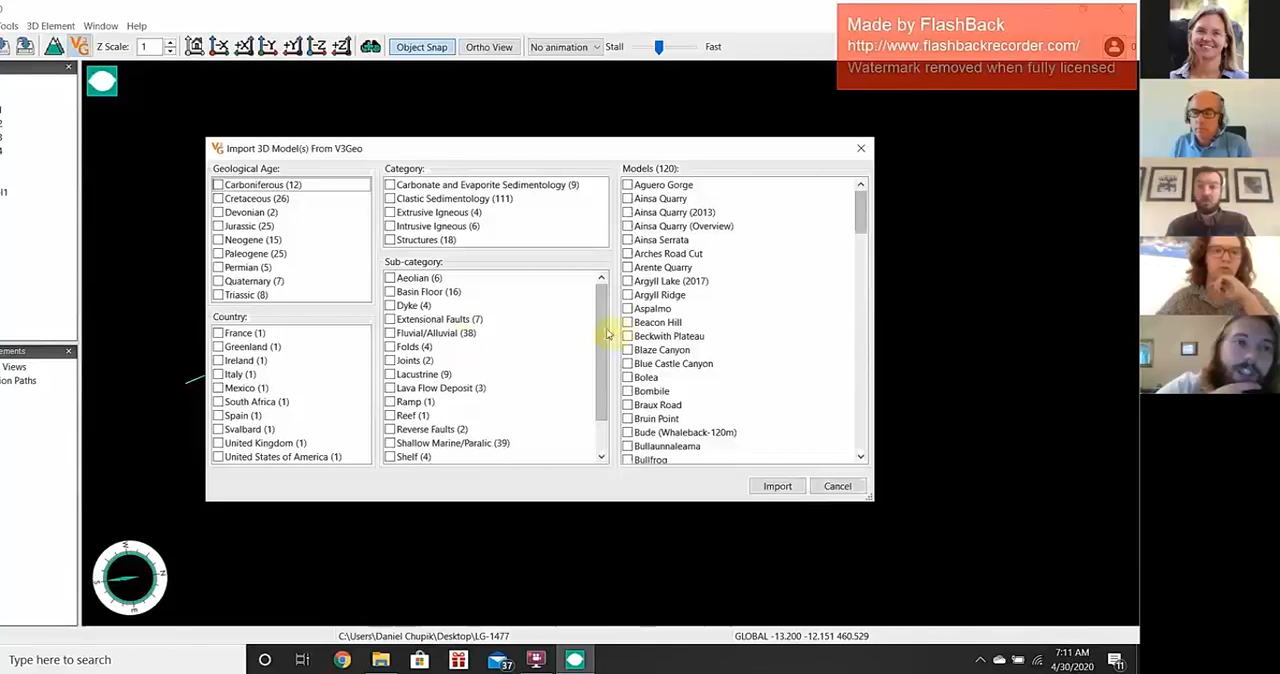 ools 3D Element Window Help
Z Scale: 1 Object Snap Ortho View No animation Stall Fast
Made by FlashBack
http://www.flashbackrecorder.com/
Watermark removed when fully licensed
Import 3D Model(s) From V3Geo
Geological Age:
Carboniferous (12)
Cretaceous (26)
Devonian (2)
Jurassic (25)
Neogene (15)
Paleogene (25)
Permian (5)
Quaternary (7)
Triassic (8)
Country:
France (1)
Greenland (1)
Ireland (1)
Italy (1)
Mexico (1)
South Africa (1)
Spain (1)
Svalbard (1)
United Kingdom (1)
United States of America (1)
Category:
Carbonate and Evaporite Sedimentology (9)
Clastic Sedimentology (111)
Extrusive Igneous (4)
Intrusive Igneous (6)
Structures (18)
Sub-category:
Aeolian (6)
Basin Floor (16)
Dyke (4)
Extensional Faults (7)
Fluvial/Alluvial (38)
Folds (4)
Joints (2)
Lacustrine (9)
Lava Flow Deposit (3)
Ramp (1)
Reef (1)
Reverse Faults (2)
Shallow Marine/Paralic (39)
Shelf (4)
Models (120):
Aguero Gorge
Ainsa Quarry
Ainsa Quarry (2013)
Ainsa Quarry (Overview)
Ainsa Serrata
Arches Road Cut
Arente Quarry
Argyll Lake (2017)
Argyll Ridge
Aspalmo
Beacon Hill
Beckwith Plateau
Blaze Canyon
Blue Castle Canyon
Bolea
Bombile
Braux Road
Bruin Point
Bude (Whaleback-120m)
Bullaunnaleama
Bullfrog
Import Cancel
ements
Views
ion Paths
C:\Users\Daniel Chupik\Desktop\LG-1477 GLOBAL -13.200 -12.151 460.529
Type here to search
37
7:11 AM
4/30/2020
11